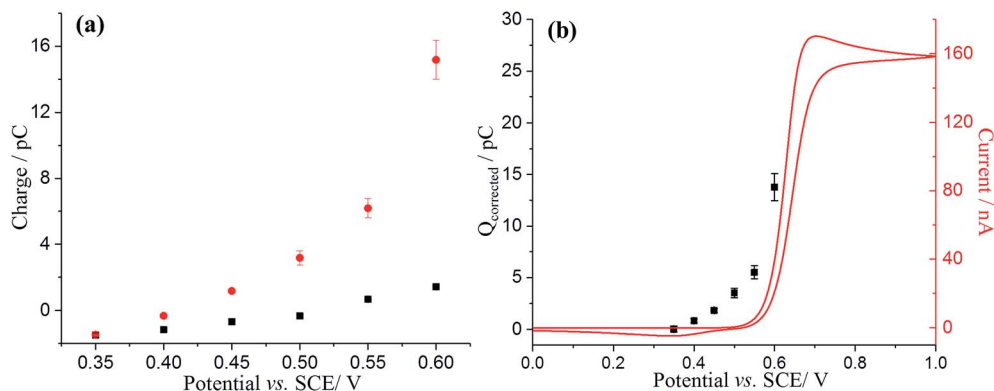 (a)
16
12
8
4
0
Charge / pC
0.35 0.40 0.45 0.50 0.55 0.60
Potential vs. SCE/ V
(b)
30
25
20
15
10
5
0
Qcorrected / pC
0.0 0.2 0.4 0.6 0.8 1.0
Potential vs. SCE/ V
160
120
80
40
0
Current / nA